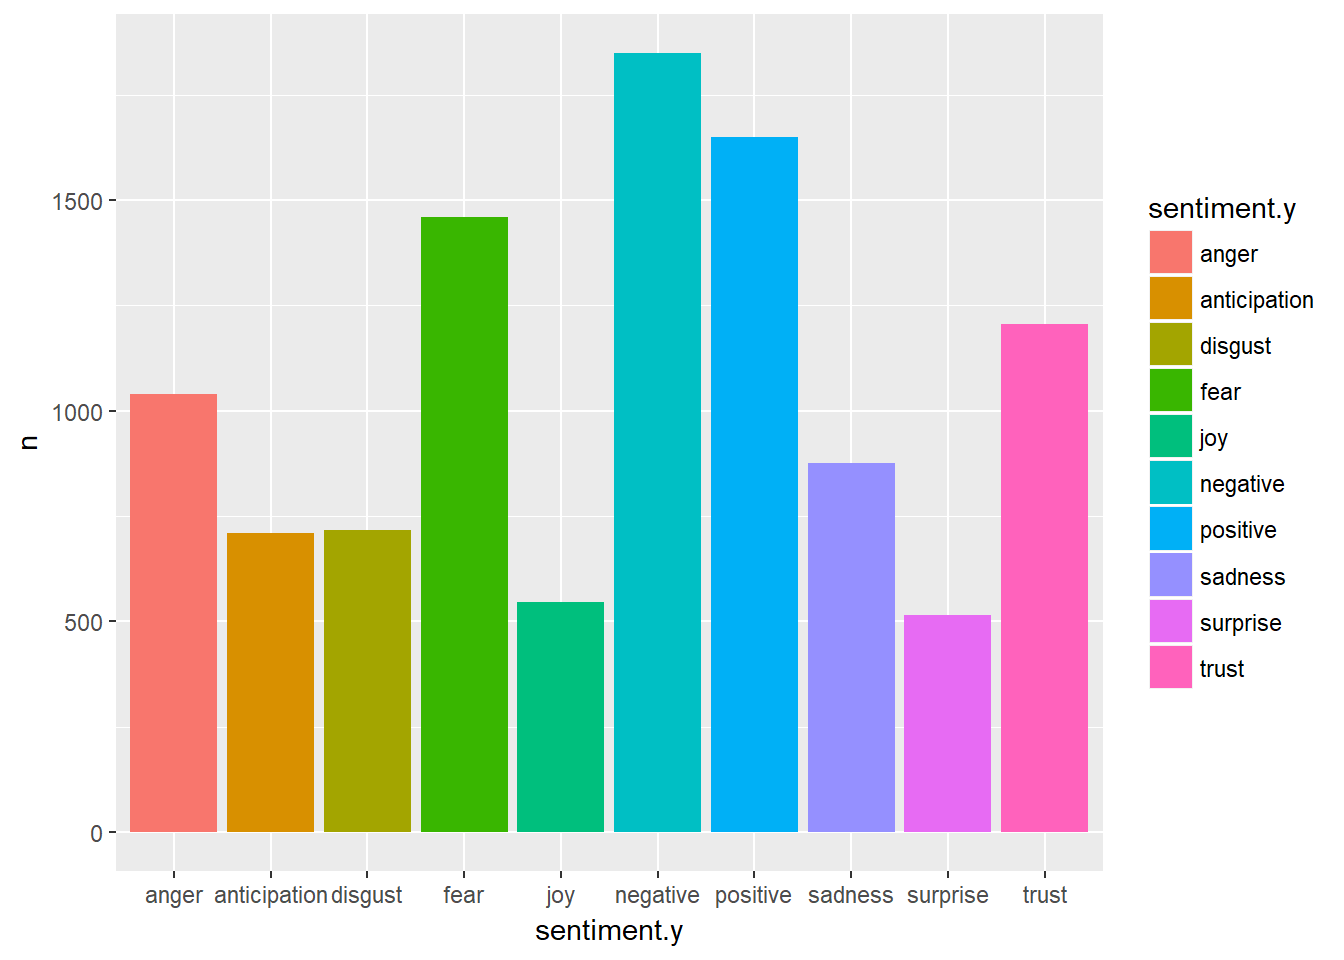 1500
1000
500
0
n
anger anticipation disgust fear joy negative positive sadness surprise trust
sentiment.y
sentiment.y
anger
anticipation
disgust
fear
joy
negative
positive
sadness
surprise
trust